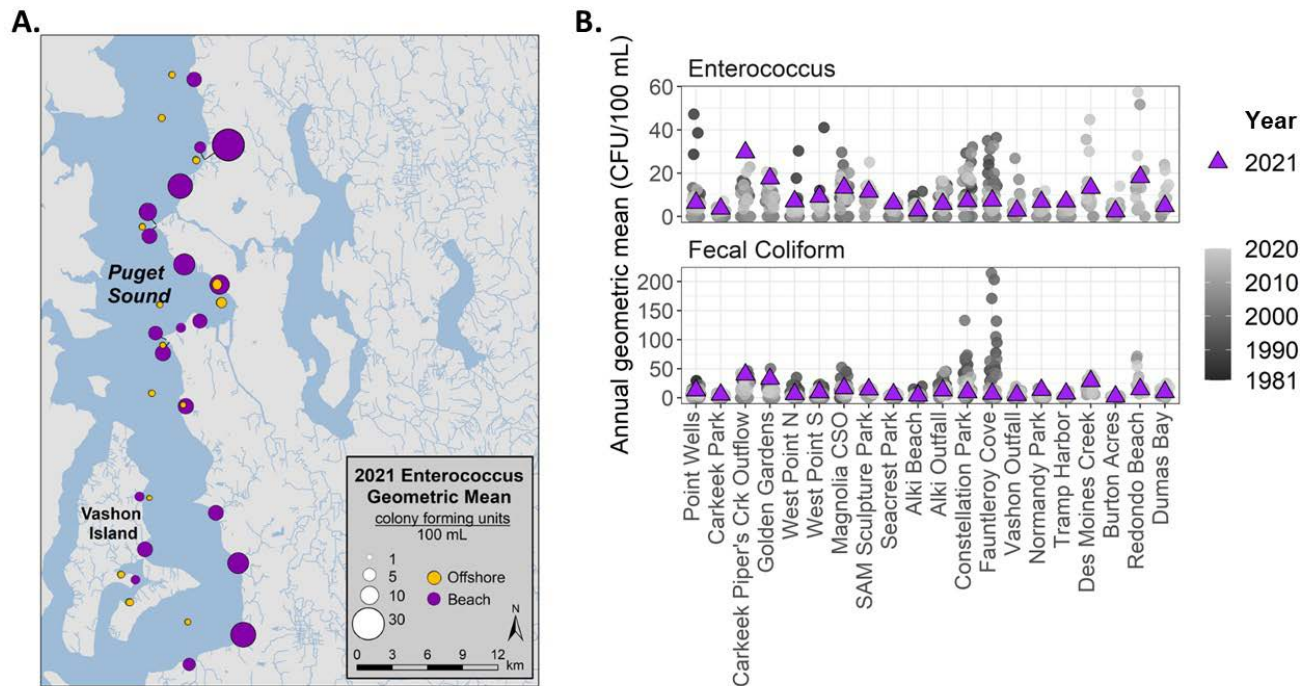 A.
Puget
Sound
Vashon
Island
2021 Enterococcus
Geometric Mean
colony forming units
100 mL
1
5
10
30
Offshore
Beach
N
0 3 6 9 12
km
B.
Annual geometric mean (CFU/100 mL)
Enterococcus
60
40
20
0
Fecal Coliform
200
150
100
50
0
Point Wells
Carkeek Park
Carkeek Piper's Crk Outflow
Golden Gardens
West Point N
West Point S
Magnolia CSO
SAM Sculpture Park
Seacrest Park
Alki Beach
Alki Outfall
Constellation Park
Fauntleroy Cove
Vashon Outfall
Normandy Park
Tramp Harbor
Des Moines Creek
Burton Acres
Redondo Beach
Dumas Bay
Year
2021
2020
2010
2000
1990
1981